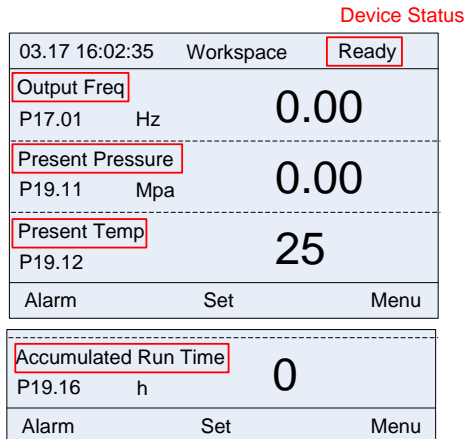 Device Status
03.17 16:02:35 Workspace Ready
Output Freq
P17.01 Hz 0.00
Present Pressure
P19.11 Mpa 0.00
Present Temp
P19.12 25
Alarm Set Menu
Accumulated Run Time
P19.16 h 0
Alarm Set Menu